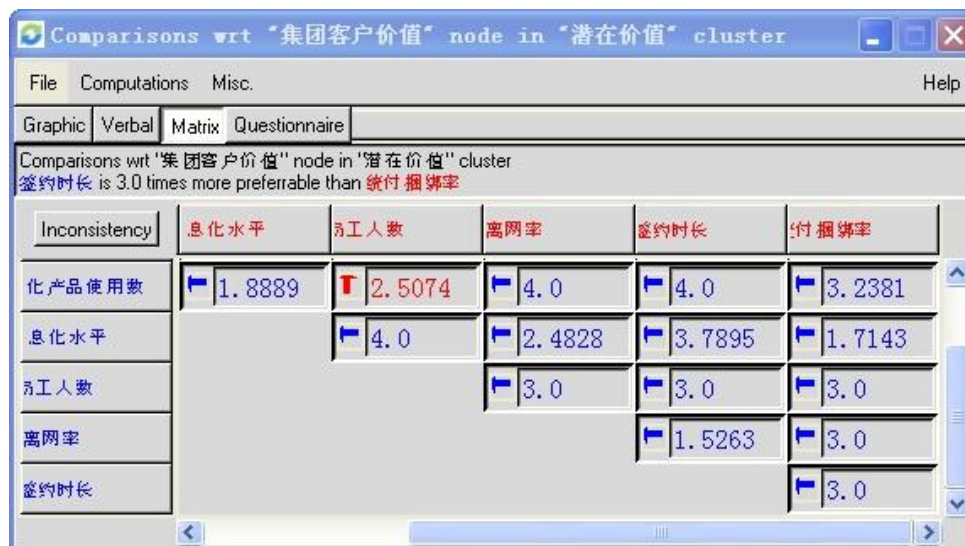 Comparisons wrt "集团客户价值" node in "潜在价值" cluster
File Computations Misc. Help
Graphic Verbal Matrix Questionnaire
Comparisons wrt "集团客户价值" node in "潜在价值" cluster
签约时长 is 3.0 times more preferrable than 统付捆绑率
Inconsistency 息化水平 员工人数 离网率 签约时长 付捆绑率
化产品使用数 1.8889 2.5074 4.0 4.0 3.2381
息化水平 4.0 2.4828 3.7895 1.7143
员工人数 3.0 3.0 3.0
离网率 1.5263 3.0
签约时长 3.0